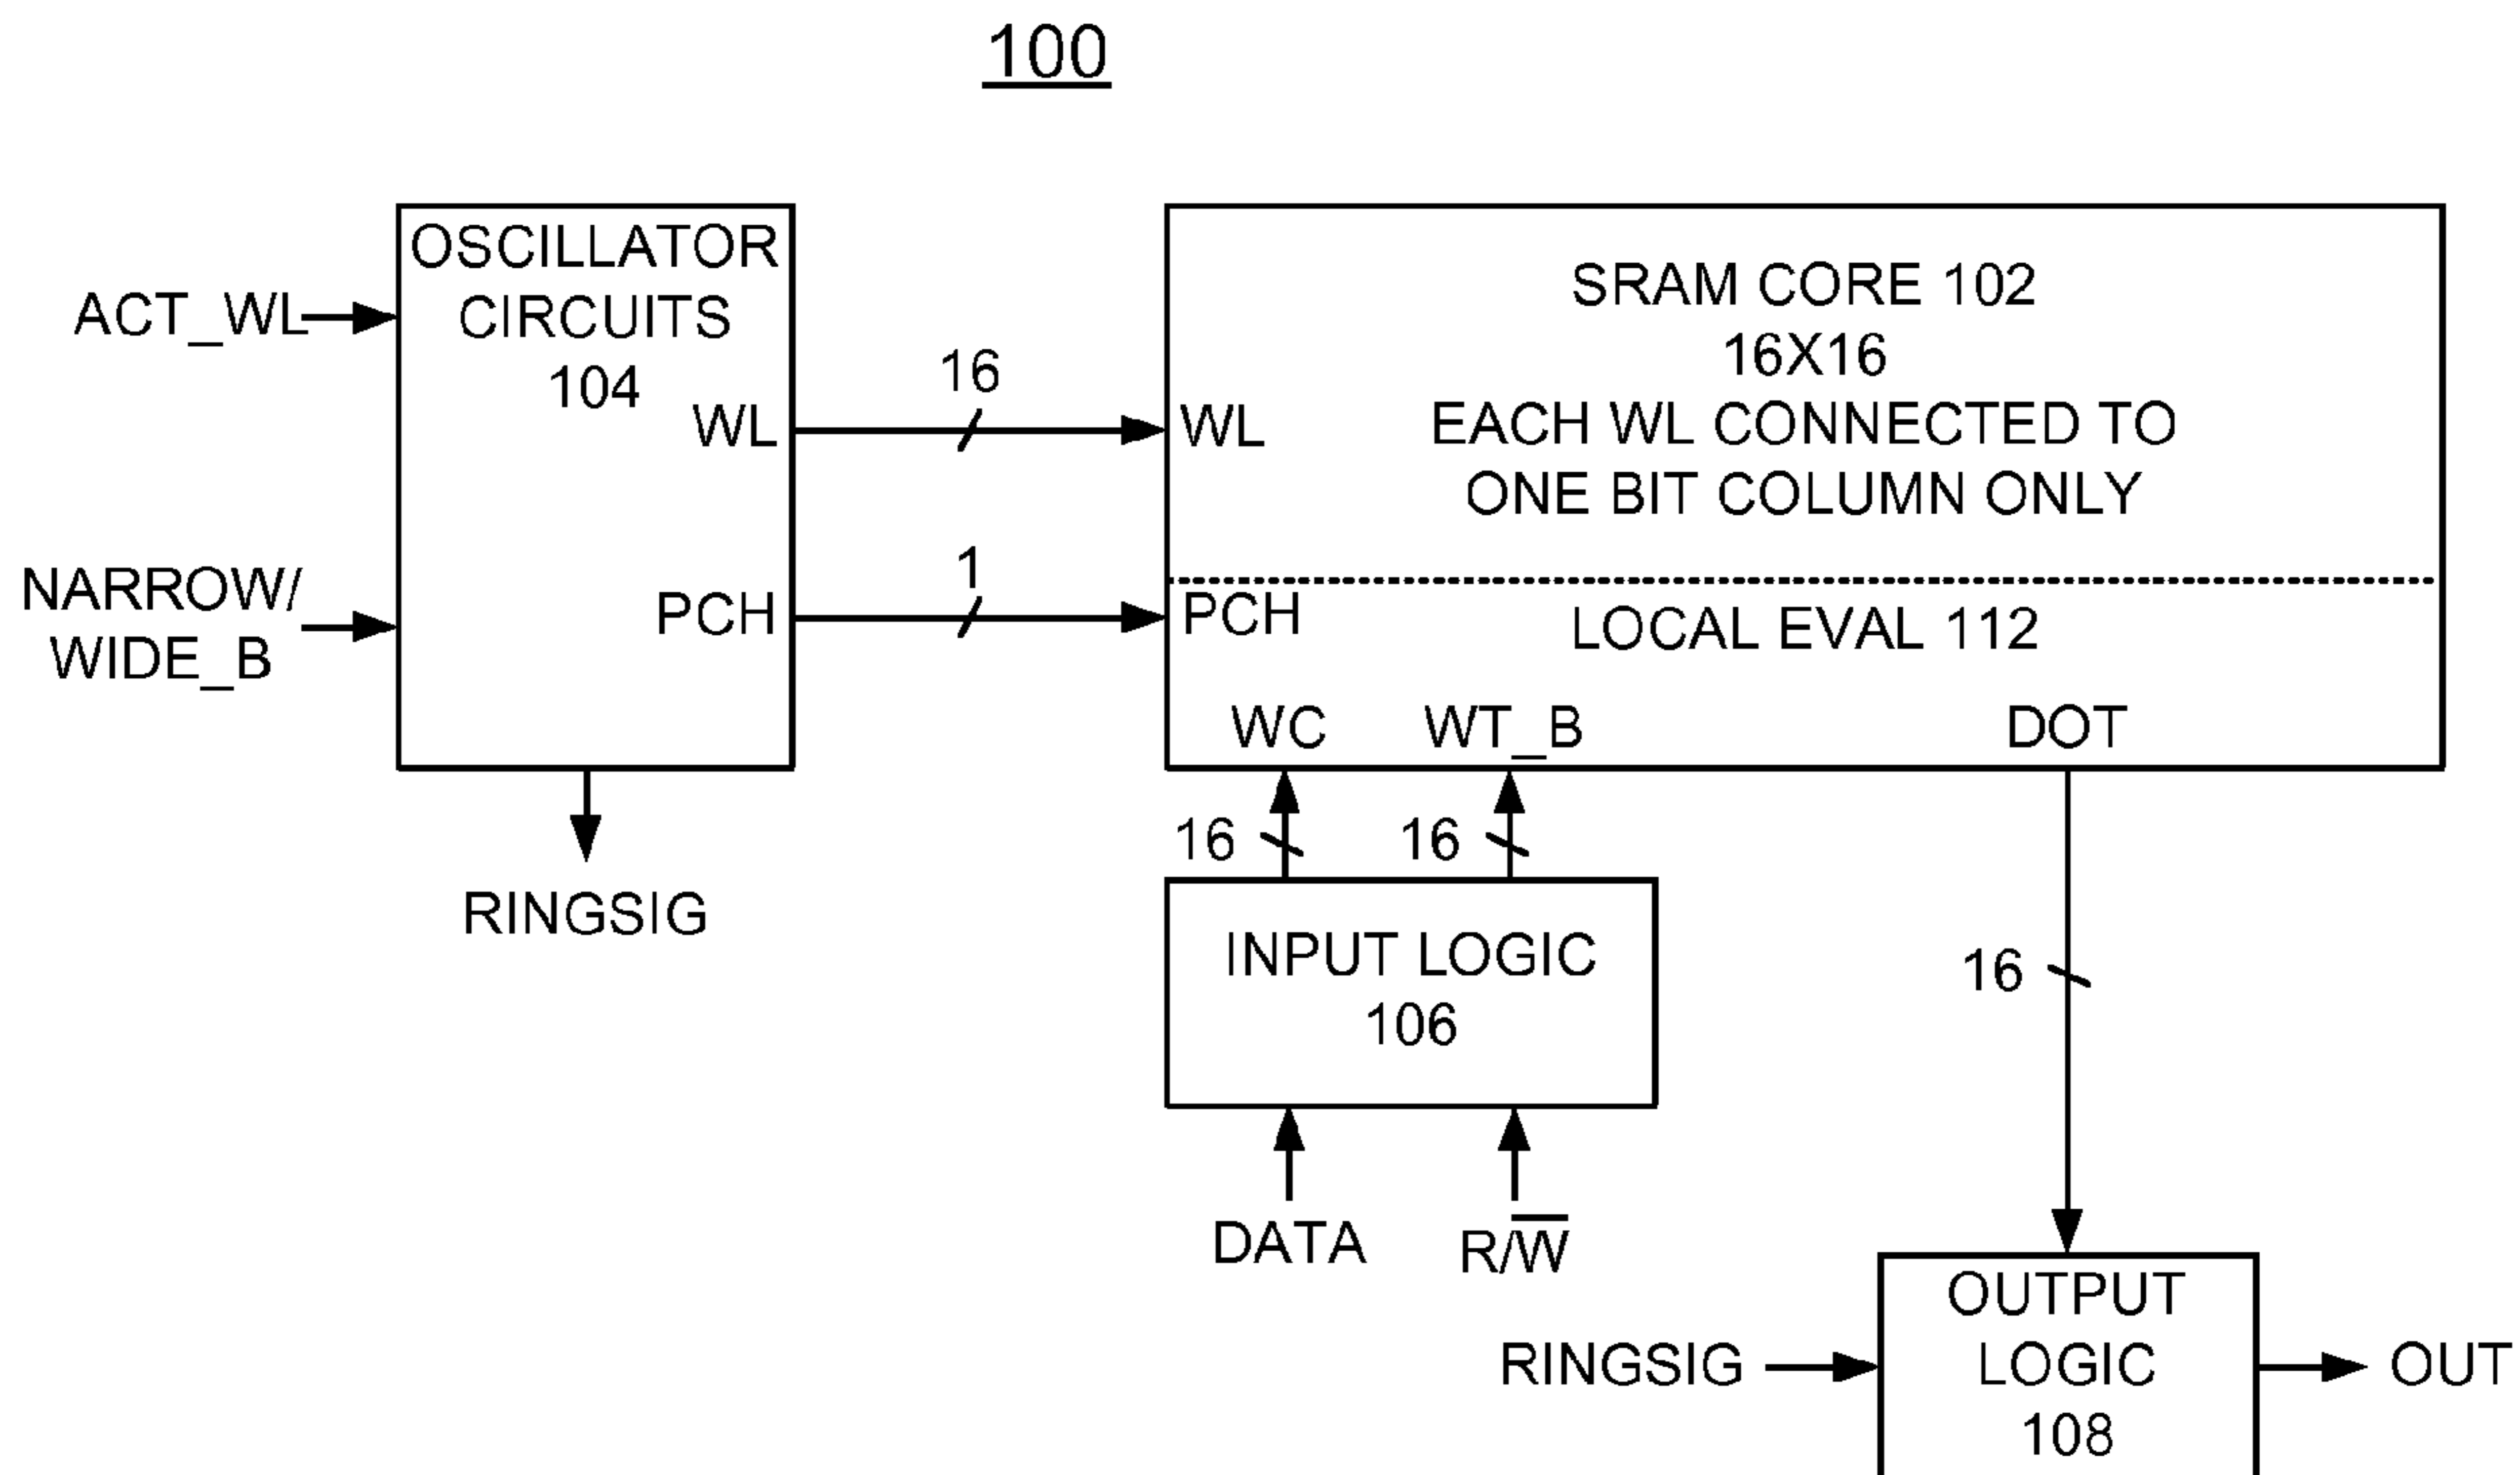 100
OSCILLATOR
CIRCUITS
104
ACT_WL
NARROW/
WIDE_B
WL
PCH
16
1
RINGSIG
SRAM CORE 102
16X16
EACH WL CONNECTED TO
ONE BIT COLUMN ONLY
WL
PCH
LOCAL EVAL 112
WC WT_B DOT
16 16
INPUT LOGIC
106
DATA R/W̅
16
OUTPUT
LOGIC
108
RINGSIG
OUT